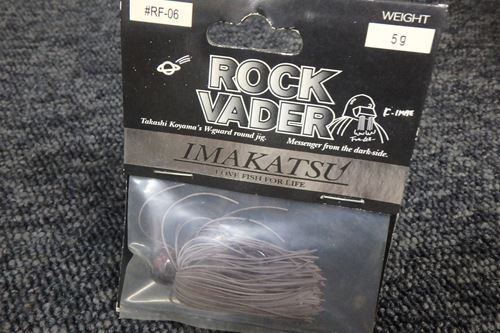 #RF-06
WEIGHT
5g
ROCK
VADER
Takashi Koyama's W-guard round jig.
Messenger from the dark-side.
IMAKATSU
LOVE FISH FOR LIFE